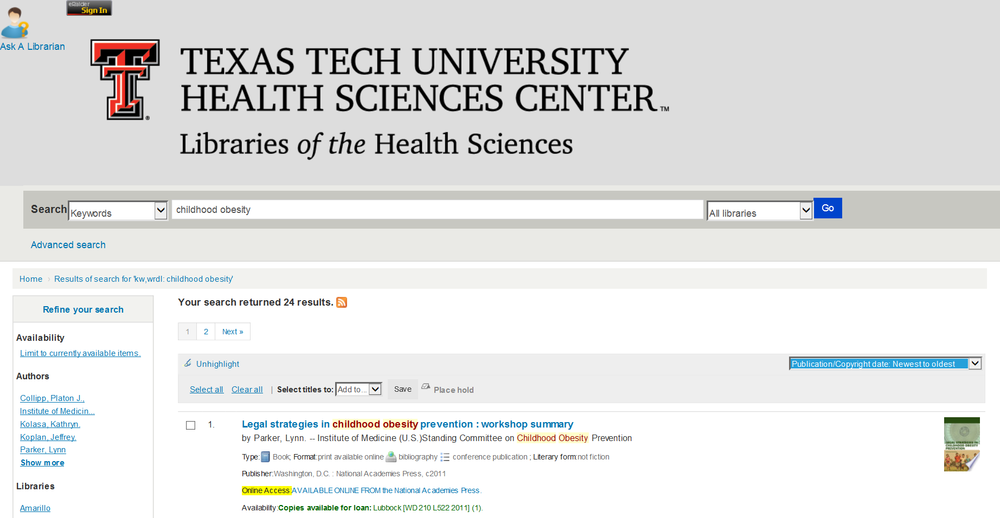 eRaider
Sign In
Ask A Librarian
TEXAS TECH UNIVERSITY
HEALTH SCIENCES CENTER™
Libraries of the Health Sciences
Search Keywords childhood obesity All libraries Go
Advanced search
Home › Results of search for 'kw,wrdl: childhood obesity'
Refine your search
Availability
Limit to currently available items.
Authors
Collipp, Platon J.,
Institute of Medicin...
Kolasa, Kathryn.
Koplan, Jeffrey.
Parker, Lynn
Show more
Libraries
Amarillo
Your search returned 24 results.
1 2 Next »
Unhighlight Publication/Copyright date: Newest to oldest
Select all Clear all | Select titles to: Add to... Save Place hold
1. Legal strategies in childhood obesity prevention : workshop summary
by Parker, Lynn. -- Institute of Medicine (U.S.)Standing Committee on Childhood Obesity Prevention
Type: Book; Format:print available online bibliography conference publication ; Literary form:not fiction
Publisher:Washington, D.C. : National Academies Press, c2011
Online Access:AVAILABLE ONLINE FROM the National Academies Press.
Availability:Copies available for loan: Lubbock [WD 210 L522 2011] (1).
LEGAL STRATEGIES IN
CHILDHOOD OBESITY
PREVENTION